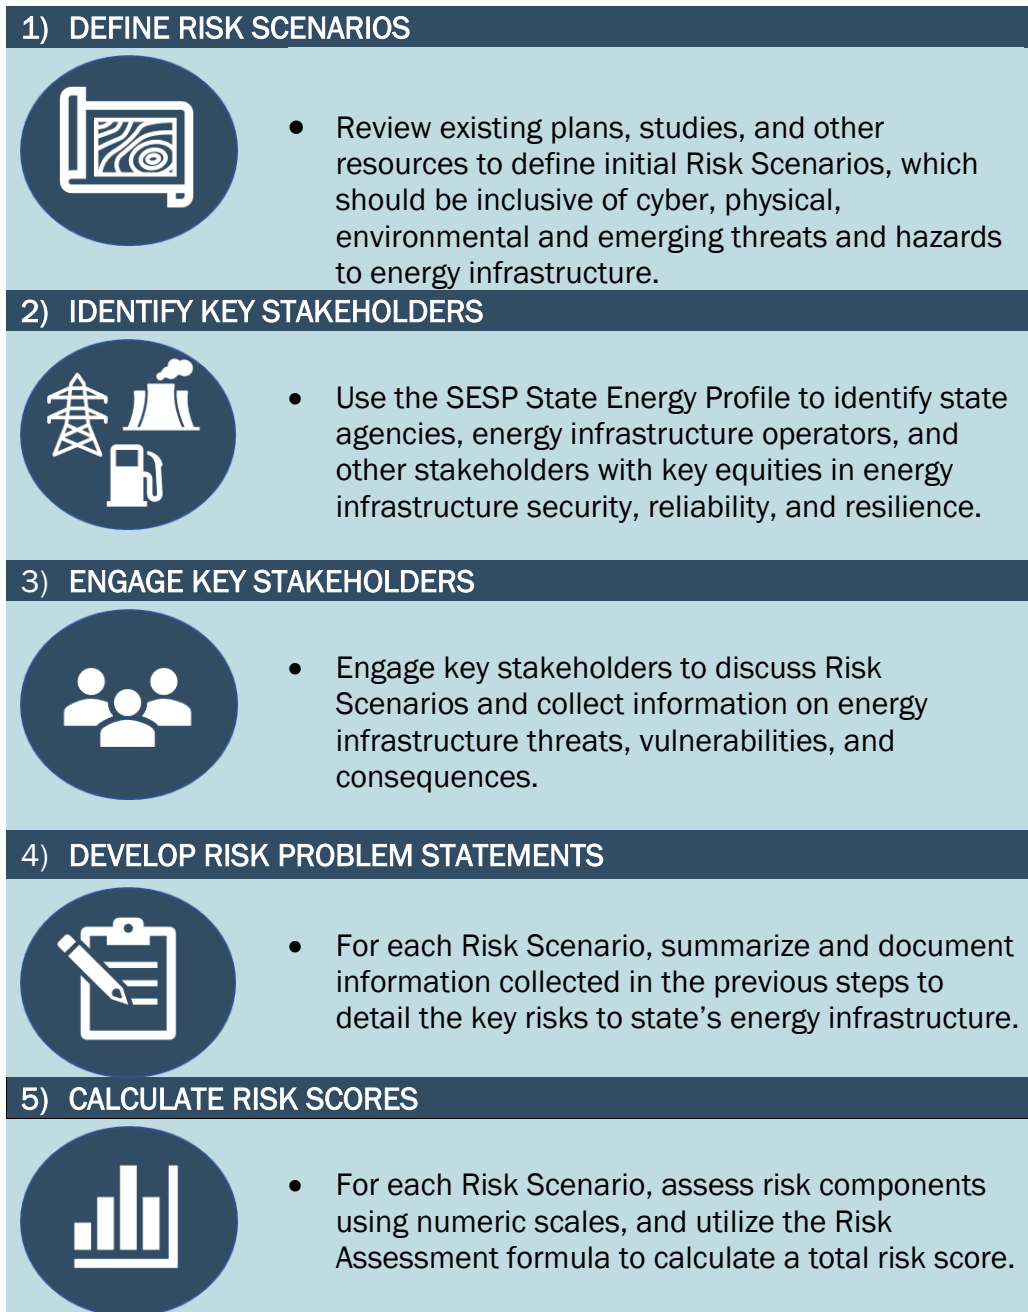 1) DEFINE RISK SCENARIOS
• Review existing plans, studies, and other
resources to define initial Risk Scenarios, which
should be inclusive of cyber, physical,
environmental and emerging threats and hazards
to energy infrastructure.
2) IDENTIFY KEY STAKEHOLDERS
• Use the SESP State Energy Profile to identify state
agencies, energy infrastructure operators, and
other stakeholders with key equities in energy
infrastructure security, reliability, and resilience.
3) ENGAGE KEY STAKEHOLDERS
• Engage key stakeholders to discuss Risk
Scenarios and collect information on energy
infrastructure threats, vulnerabilities, and
consequences.
4) DEVELOP RISK PROBLEM STATEMENTS
• For each Risk Scenario, summarize and document
information collected in the previous steps to
detail the key risks to state’s energy infrastructure.
5) CALCULATE RISK SCORES
• For each Risk Scenario, assess risk components
using numeric scales, and utilize the Risk
Assessment formula to calculate a total risk score.